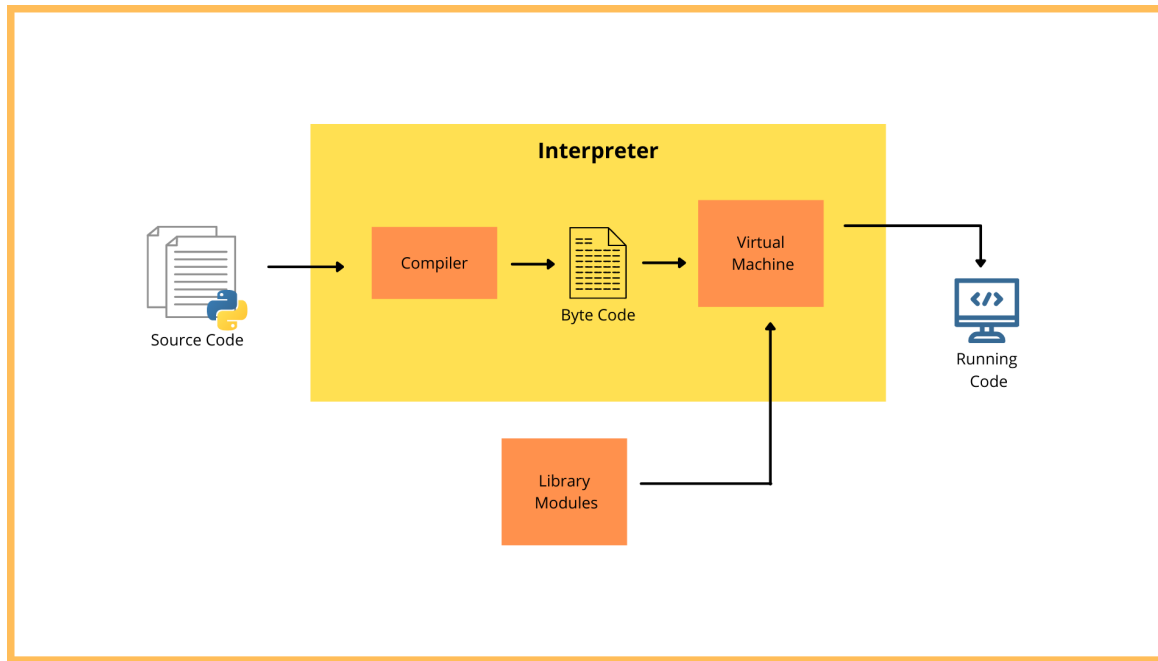 Interpreter
Source Code
Compiler
Byte Code
Virtual
Machine
</>
Running
Code
Library
Modules